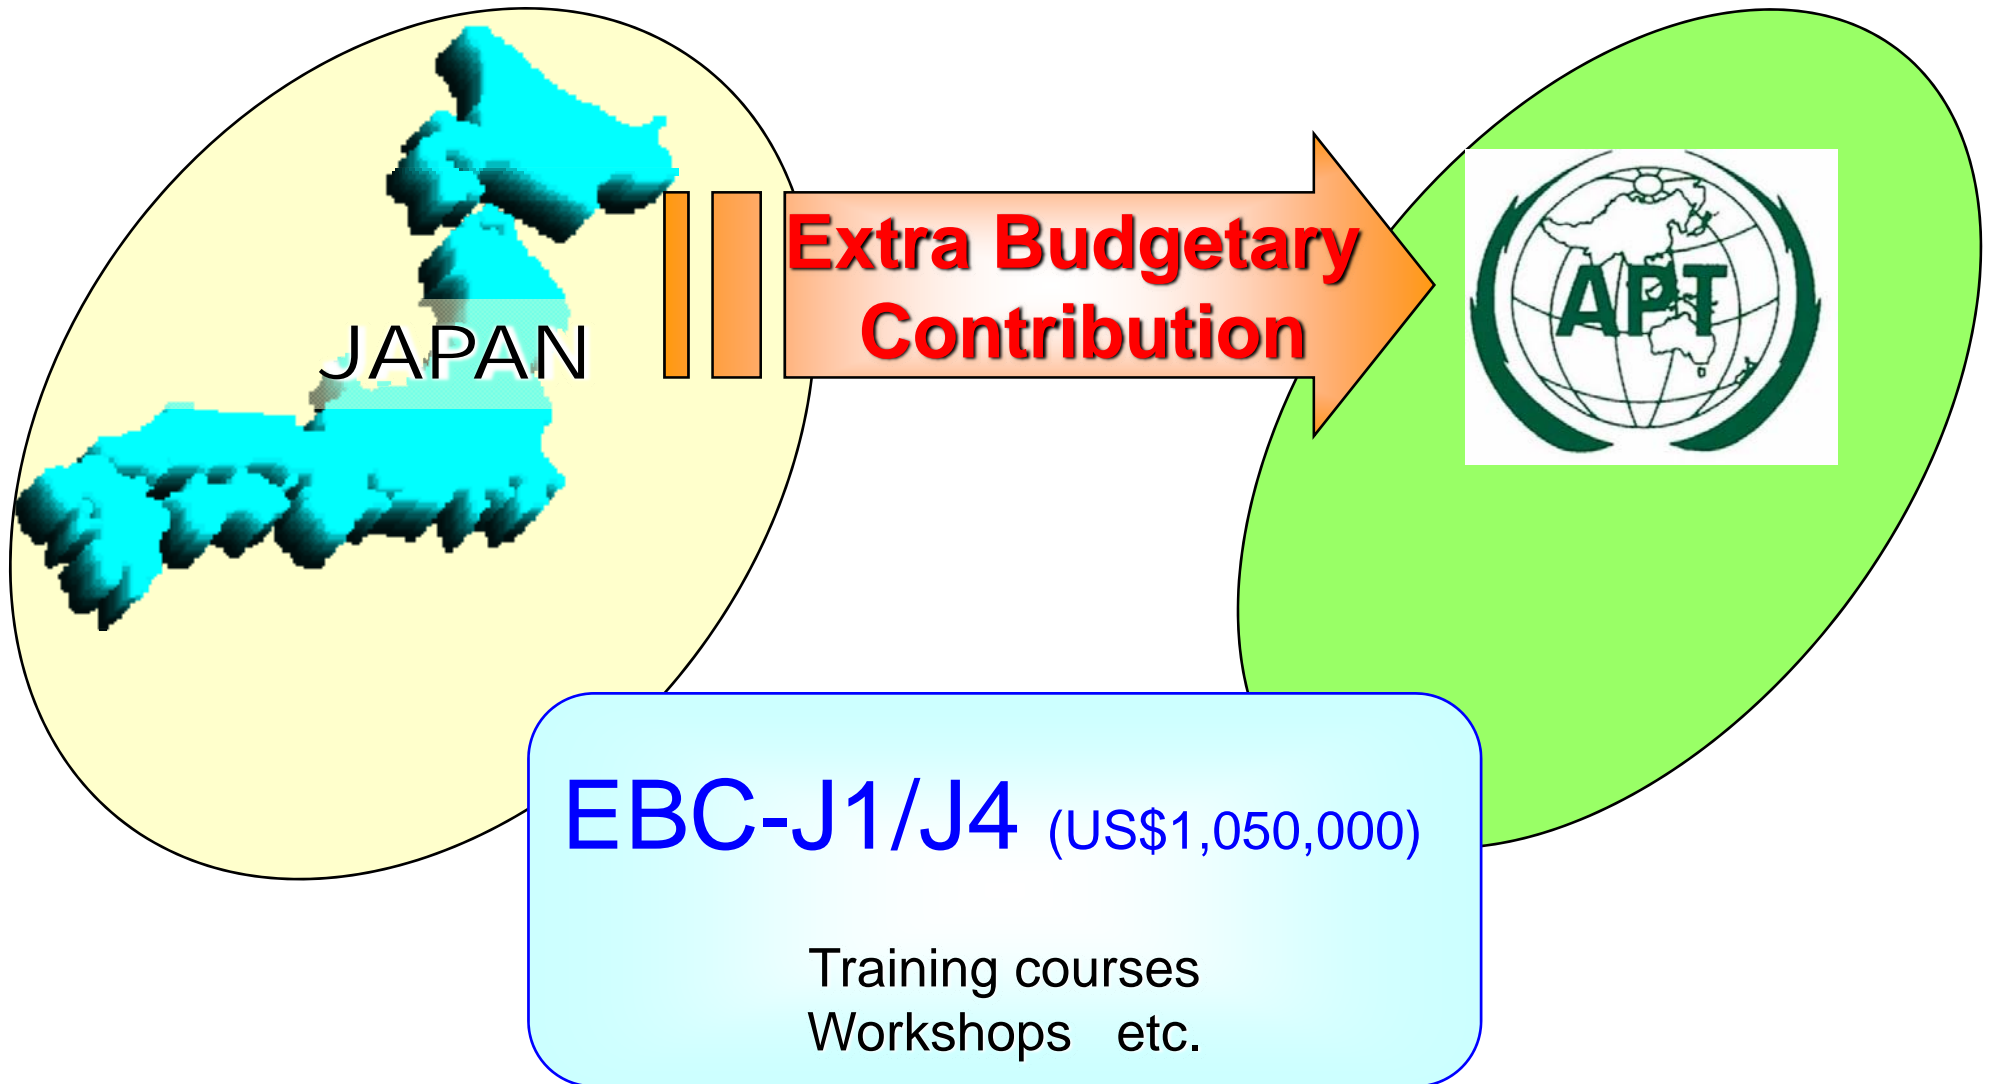 JAPAN
Extra Budgetary
Contribution
APT
EBC-J1/J4 (US$1,050,000)
Training courses
Workshops etc.